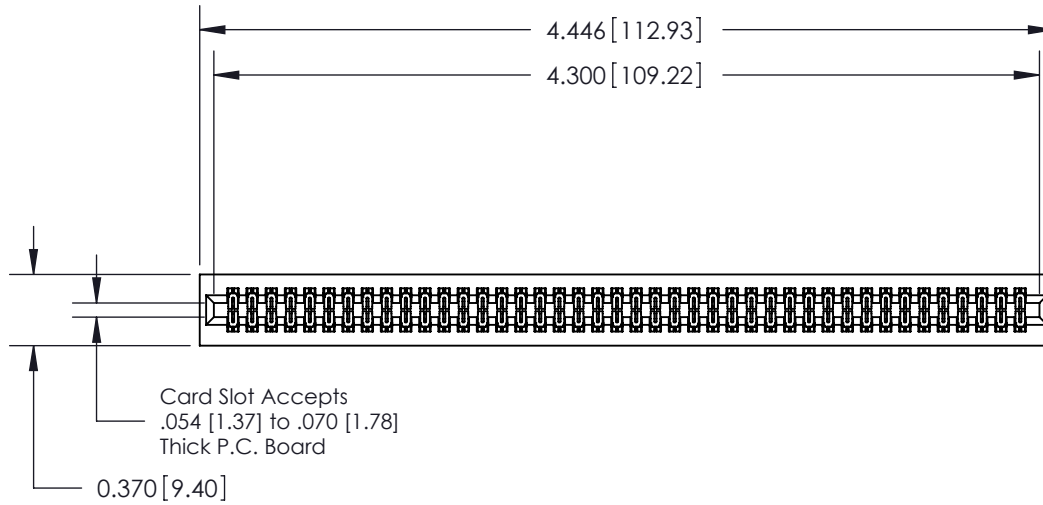 4.446 [112.93]
4.300 [109.22]
Card Slot Accepts
.054 [1.37] to .070 [1.78]
Thick P.C. Board
0.370 [9.40]